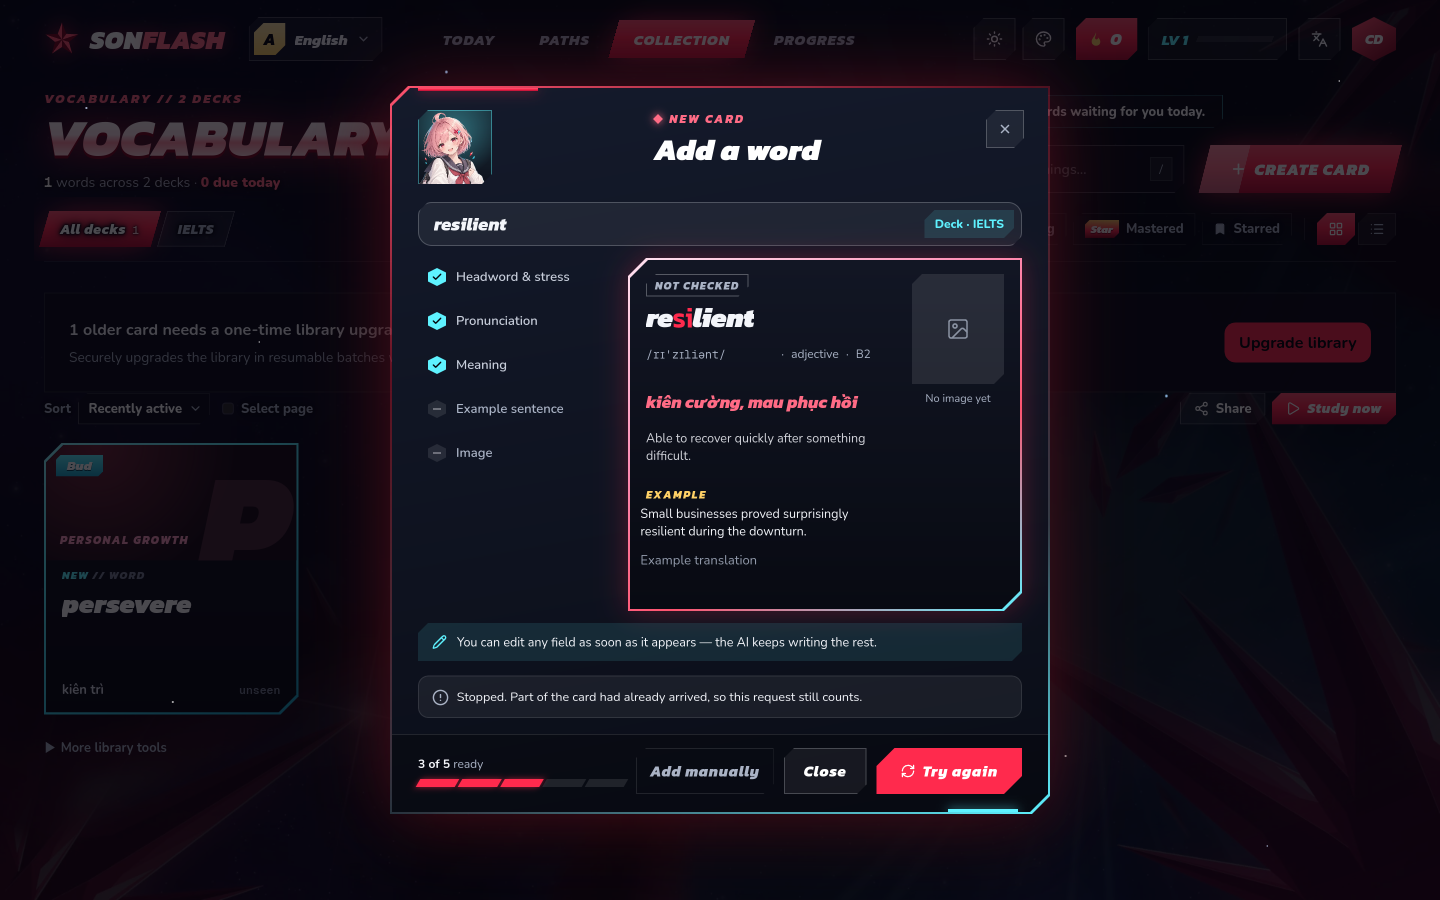 SONFLASH
A English
TODAY
PATHS
COLLECTION
PROGRESS
0
LV 1
CD
VOCABULARY // 2 DECKS
VOCABULARY
1 words across 2 decks · 0 due today
waiting for you today.
/
+ CREATE CARD
All decks 1
IELTS
Star Mastered
Starred
1 older card needs a one-time library
Securely upgrades the library in resumable batches
Upgrade library
Sort
Recently active
Select page
Share
Study now
Bud
P
PERSONAL GROWTH
NEW // WORD
persevere
kiên trì
unseen
More library tools
NEW CARD
Add a word
resilient
Deck · IELTS
Headword & stress
Pronunciation
Meaning
Example sentence
Image
NOT CHECKED
resilient
/rɪˈzɪliənt/ · adjective · B2
No image yet
kiên cường, mau phục hồi
Able to recover quickly after something
difficult.
EXAMPLE
Small businesses proved surprisingly
resilient during the downturn.
Example translation
You can edit any field as soon as it appears — the AI keeps writing the rest.
Stopped. Part of the card had already arrived, so this request still counts.
3 of 5 ready
Add manually
Close
Try again